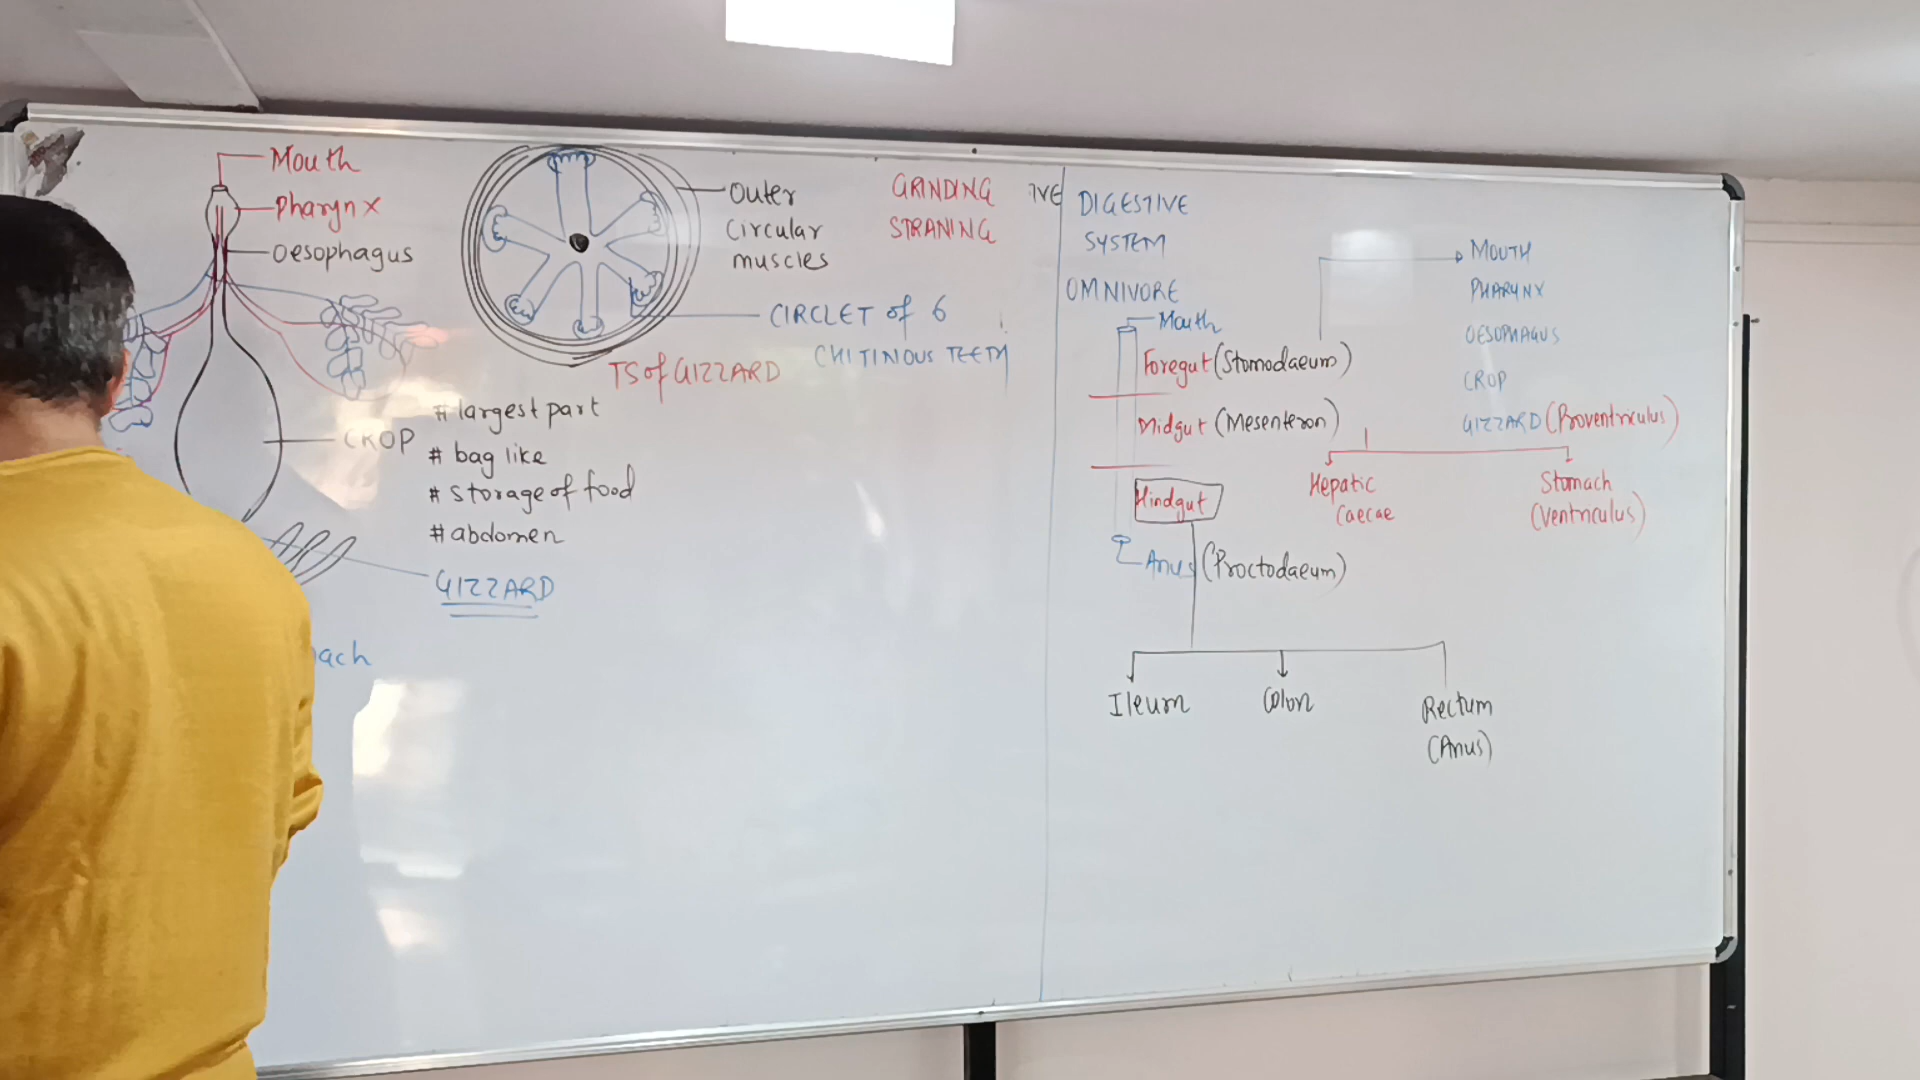 Mouth
Pharynx
Oesophagus
CROP
# largest part
# bag like
# storage of food
# abdomen
GIZZARD
ach
Outer
Circular
muscles
CIRCLET of 6
CHITINOUS TEETH
TS of GIZZARD
GRINDING
STRANING
IVE
DIGESTIVE
SYSTEM
OMNIVORE
Mouth
Foregut (Stomodaeum)
Midgut (Mesenteron)
Hindgut
Anus (Proctodaeum)
MOUTH
PHARYNX
OESOPHAGUS
CROP
GIZZARD (Proventriculus)
Hepatic
Caecae
Stomach
(Ventriculus)
Ileum
Colon
Rectum
(Anus)